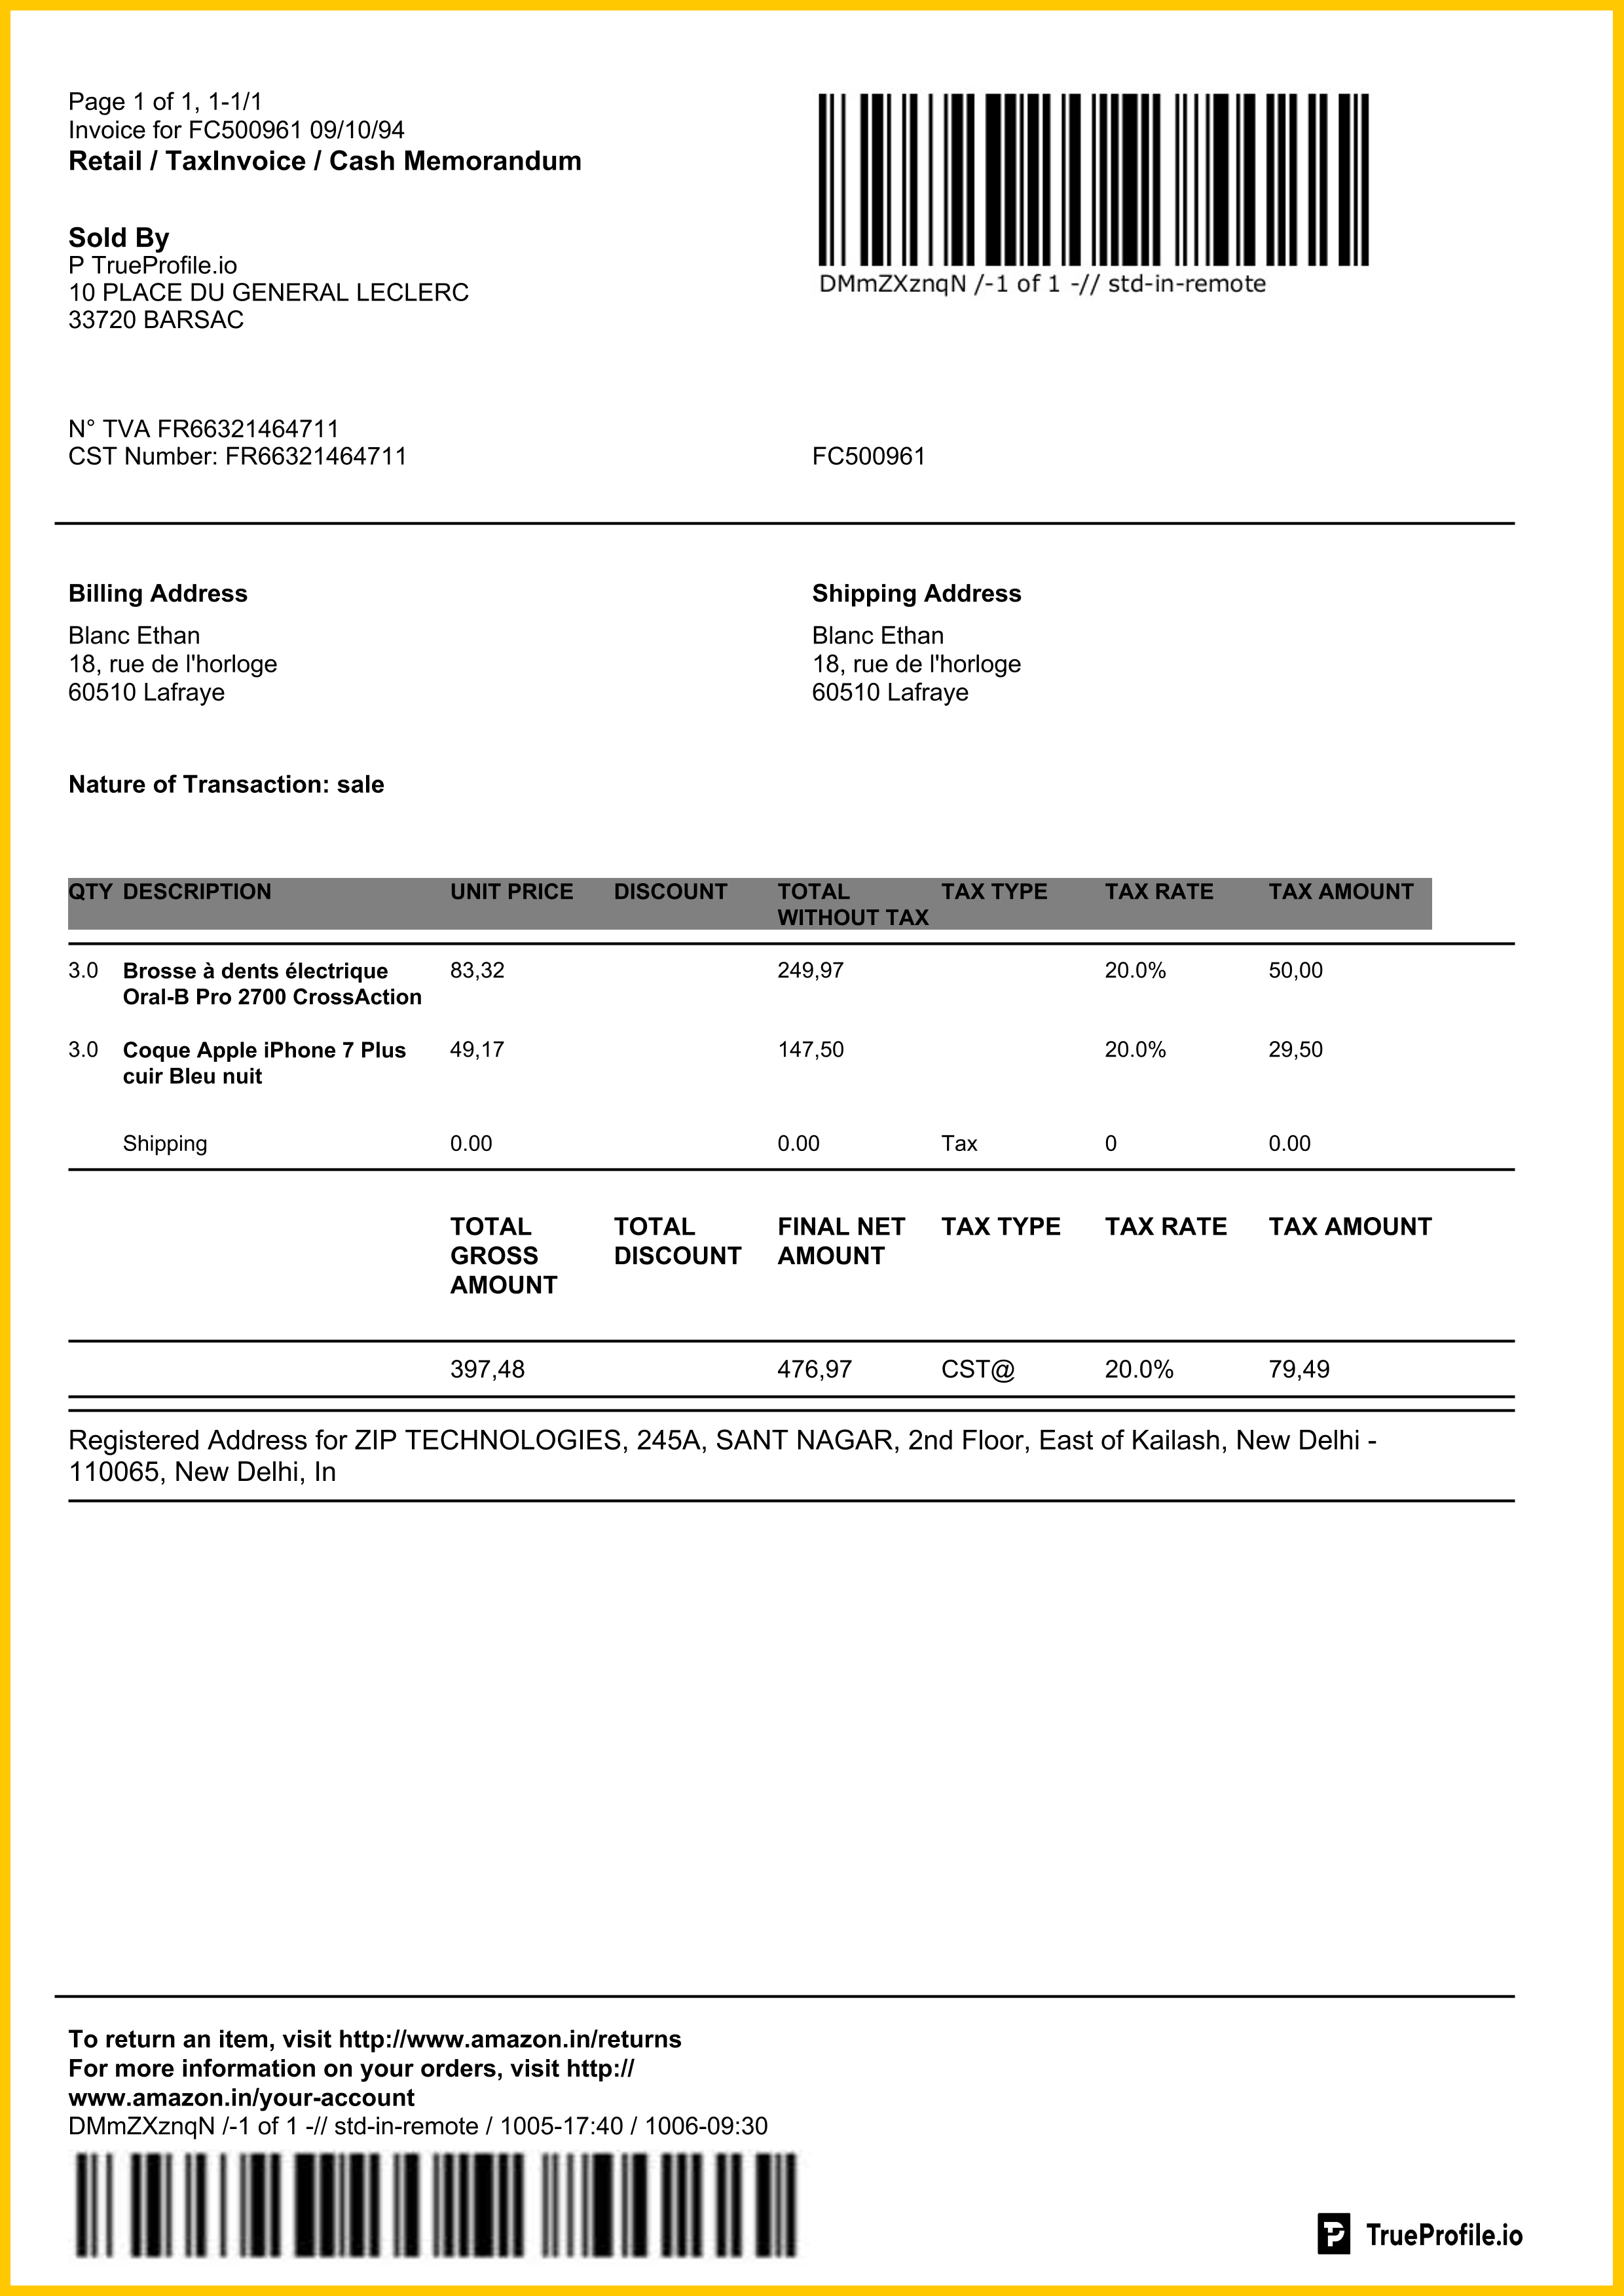 Page 1 of 1, 1-1/1
Invoice for FC500961 09/10/94
Retail / TaxInvoice / Cash Memorandum
DMmZXznqN /-1 of 1 -// std-in-remote
Sold By
P TrueProfile.io
10 PLACE DU GENERAL LECLERC
33720 BARSAC
N° TVA FR66321464711
CST Number: FR66321464711
FC500961
Billing Address
Blanc Ethan
18, rue de l'horloge
60510 Lafraye
Shipping Address
Blanc Ethan
18, rue de l'horloge
60510 Lafraye
Nature of Transaction: sale
QTY DESCRIPTION UNIT PRICE DISCOUNT TOTAL WITHOUT TAX TAX TYPE TAX RATE TAX AMOUNT
3.0 Brosse à dents électrique 83,32 249,97 20.0% 50,00
Oral-B Pro 2700 CrossAction
3.0 Coque Apple iPhone 7 Plus 49,17 147,50 20.0% 29,50
cuir Bleu nuit
Shipping 0.00 0.00 Tax 0 0.00
TOTAL GROSS AMOUNT TOTAL DISCOUNT FINAL NET AMOUNT TAX TYPE TAX RATE TAX AMOUNT
397,48 476,97 CST@ 20.0% 79,49
Registered Address for ZIP TECHNOLOGIES, 245A, SANT NAGAR, 2nd Floor, East of Kailash, New Delhi -
110065, New Delhi, In
To return an item, visit http://www.amazon.in/returns
For more information on your orders, visit http://
www.amazon.in/your-account
DMmZXznqN /-1 of 1 -// std-in-remote / 1005-17:40 / 1006-09:30
TrueProfile.io